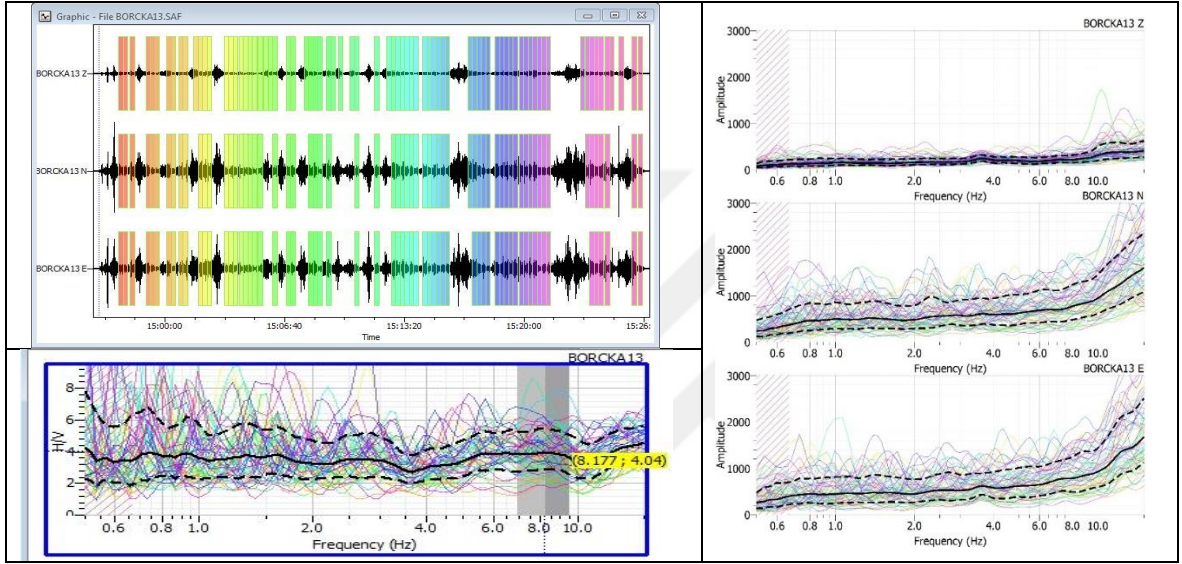 Graphic - File BORCKA13.SAF
BORCKA13 Z
BORCKA13 N
BORCKA13 E
15:00:00 15:06:40 15:13:20 15:20:00 15:26:
Time
BORCKA13
H/V
8
6
4
2
0
(8.177 ; 4.04)
0.6 0.8 1.0 2.0 4.0 6.0 8.0 10.0
Frequency (Hz)
BORCKA13 Z
Amplitude
3000
2000
1000
0
0.6 0.8 1.0 2.0 4.0 6.0 8.0 10.0
Frequency (Hz)
BORCKA13 N
Amplitude
3000
2000
1000
0
0.6 0.8 1.0 2.0 4.0 6.0 8.0 10.0
Frequency (Hz)
BORCKA13 E
Amplitude
3000
2000
1000
0
0.6 0.8 1.0 2.0 4.0 6.0 8.0 10.0
Frequency (Hz)